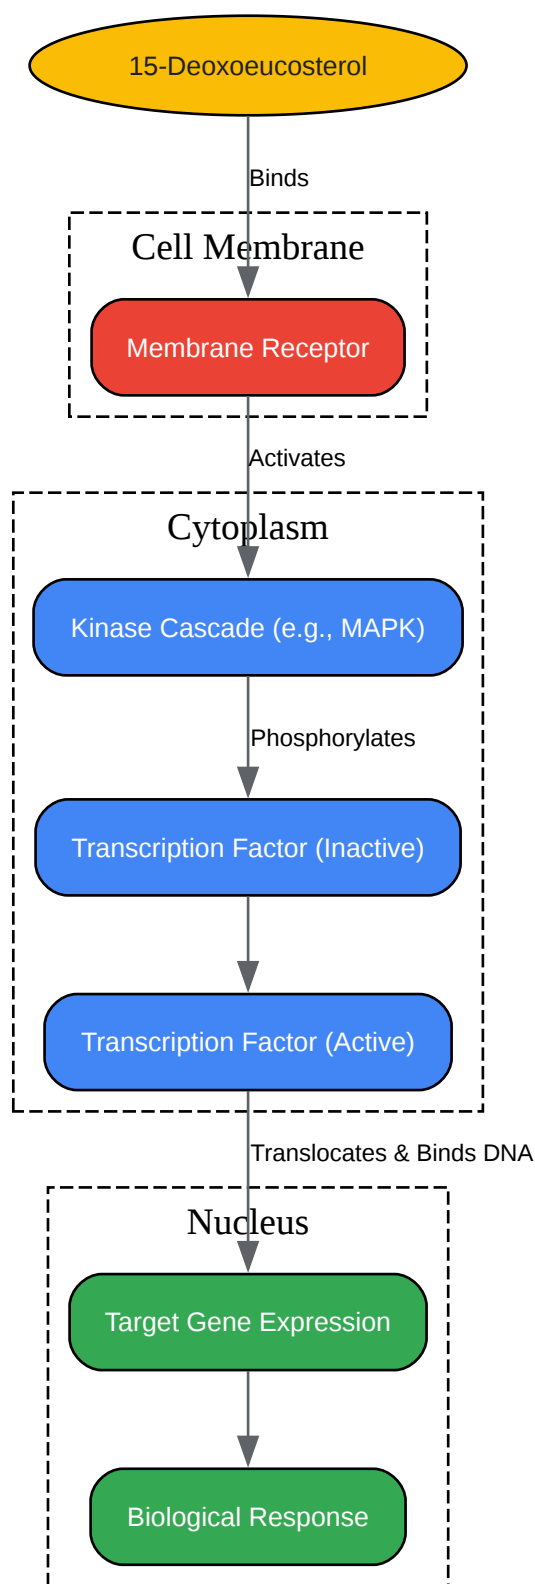 15-Deoxoeucosterol
Binds
Cell Membrane
Membrane Receptor
Activates
Cytoplasm
Kinase Cascade (e.g., MAPK)
Phosphorylates
Transcription Factor (Inactive)
Transcription Factor (Active)
Translocates & Binds DNA
Nucleus
Target Gene Expression
Biological Response